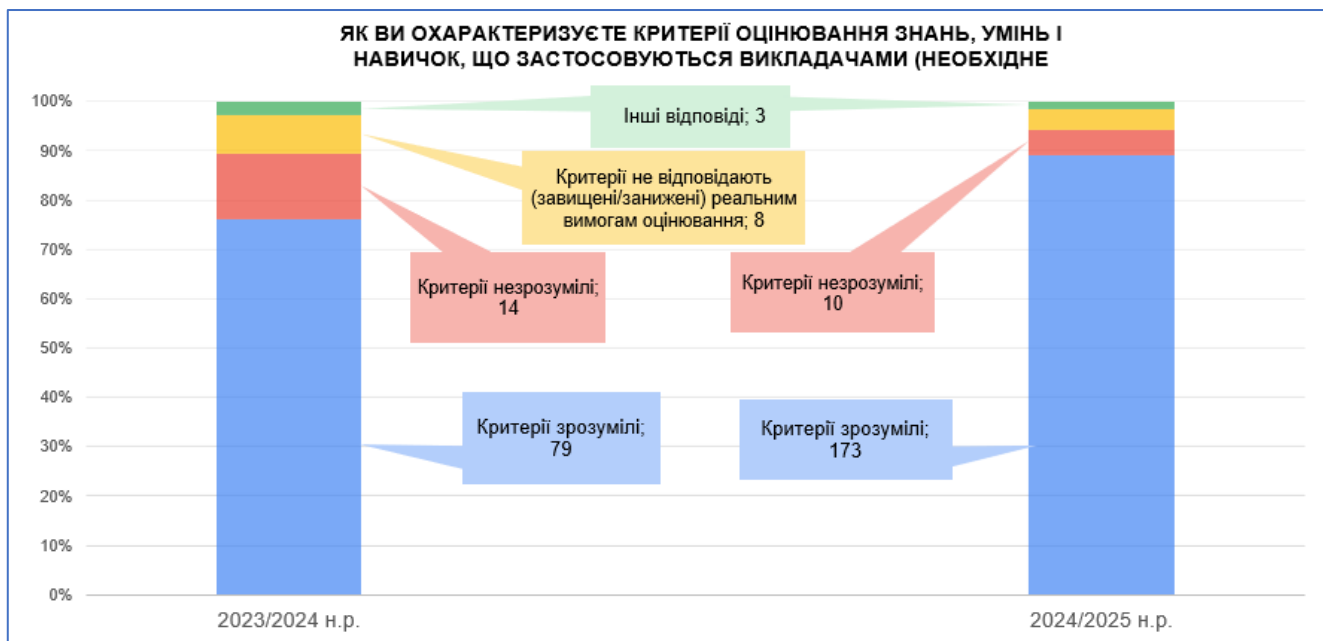 ЯК ВИ ОХАРАКТЕРИЗУЄТЕ КРИТЕРІЇ ОЦІНЮВАННЯ ЗНАНЬ, УМІНЬ І
НАВИЧОК, ЩО ЗАСТОСОВУЮТЬСЯ ВИКЛАДАЧАМИ (НЕОБХІДНЕ
100%
90%
80%
70%
60%
50%
40%
30%
20%
10%
0%
Інші відповіді; 3
Критерії не відповідають
(завищені/занижені) реальним
вимогам оцінювання; 8
Критерії незрозумілі;
14
Критерії незрозумілі;
10
Критерії зрозумілі;
79
Критерії зрозумілі;
173
2023/2024 н.р.
2024/2025 н.р.